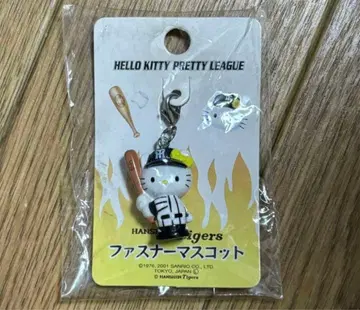 HELLO KITTY PRETTY LEAGUE
HANSHIN Tigers
ファスナーマスコット
©1976, 2001 SANRIO CO., LTD.
TOKYO, JAPAN
© HANSHIN Tigers